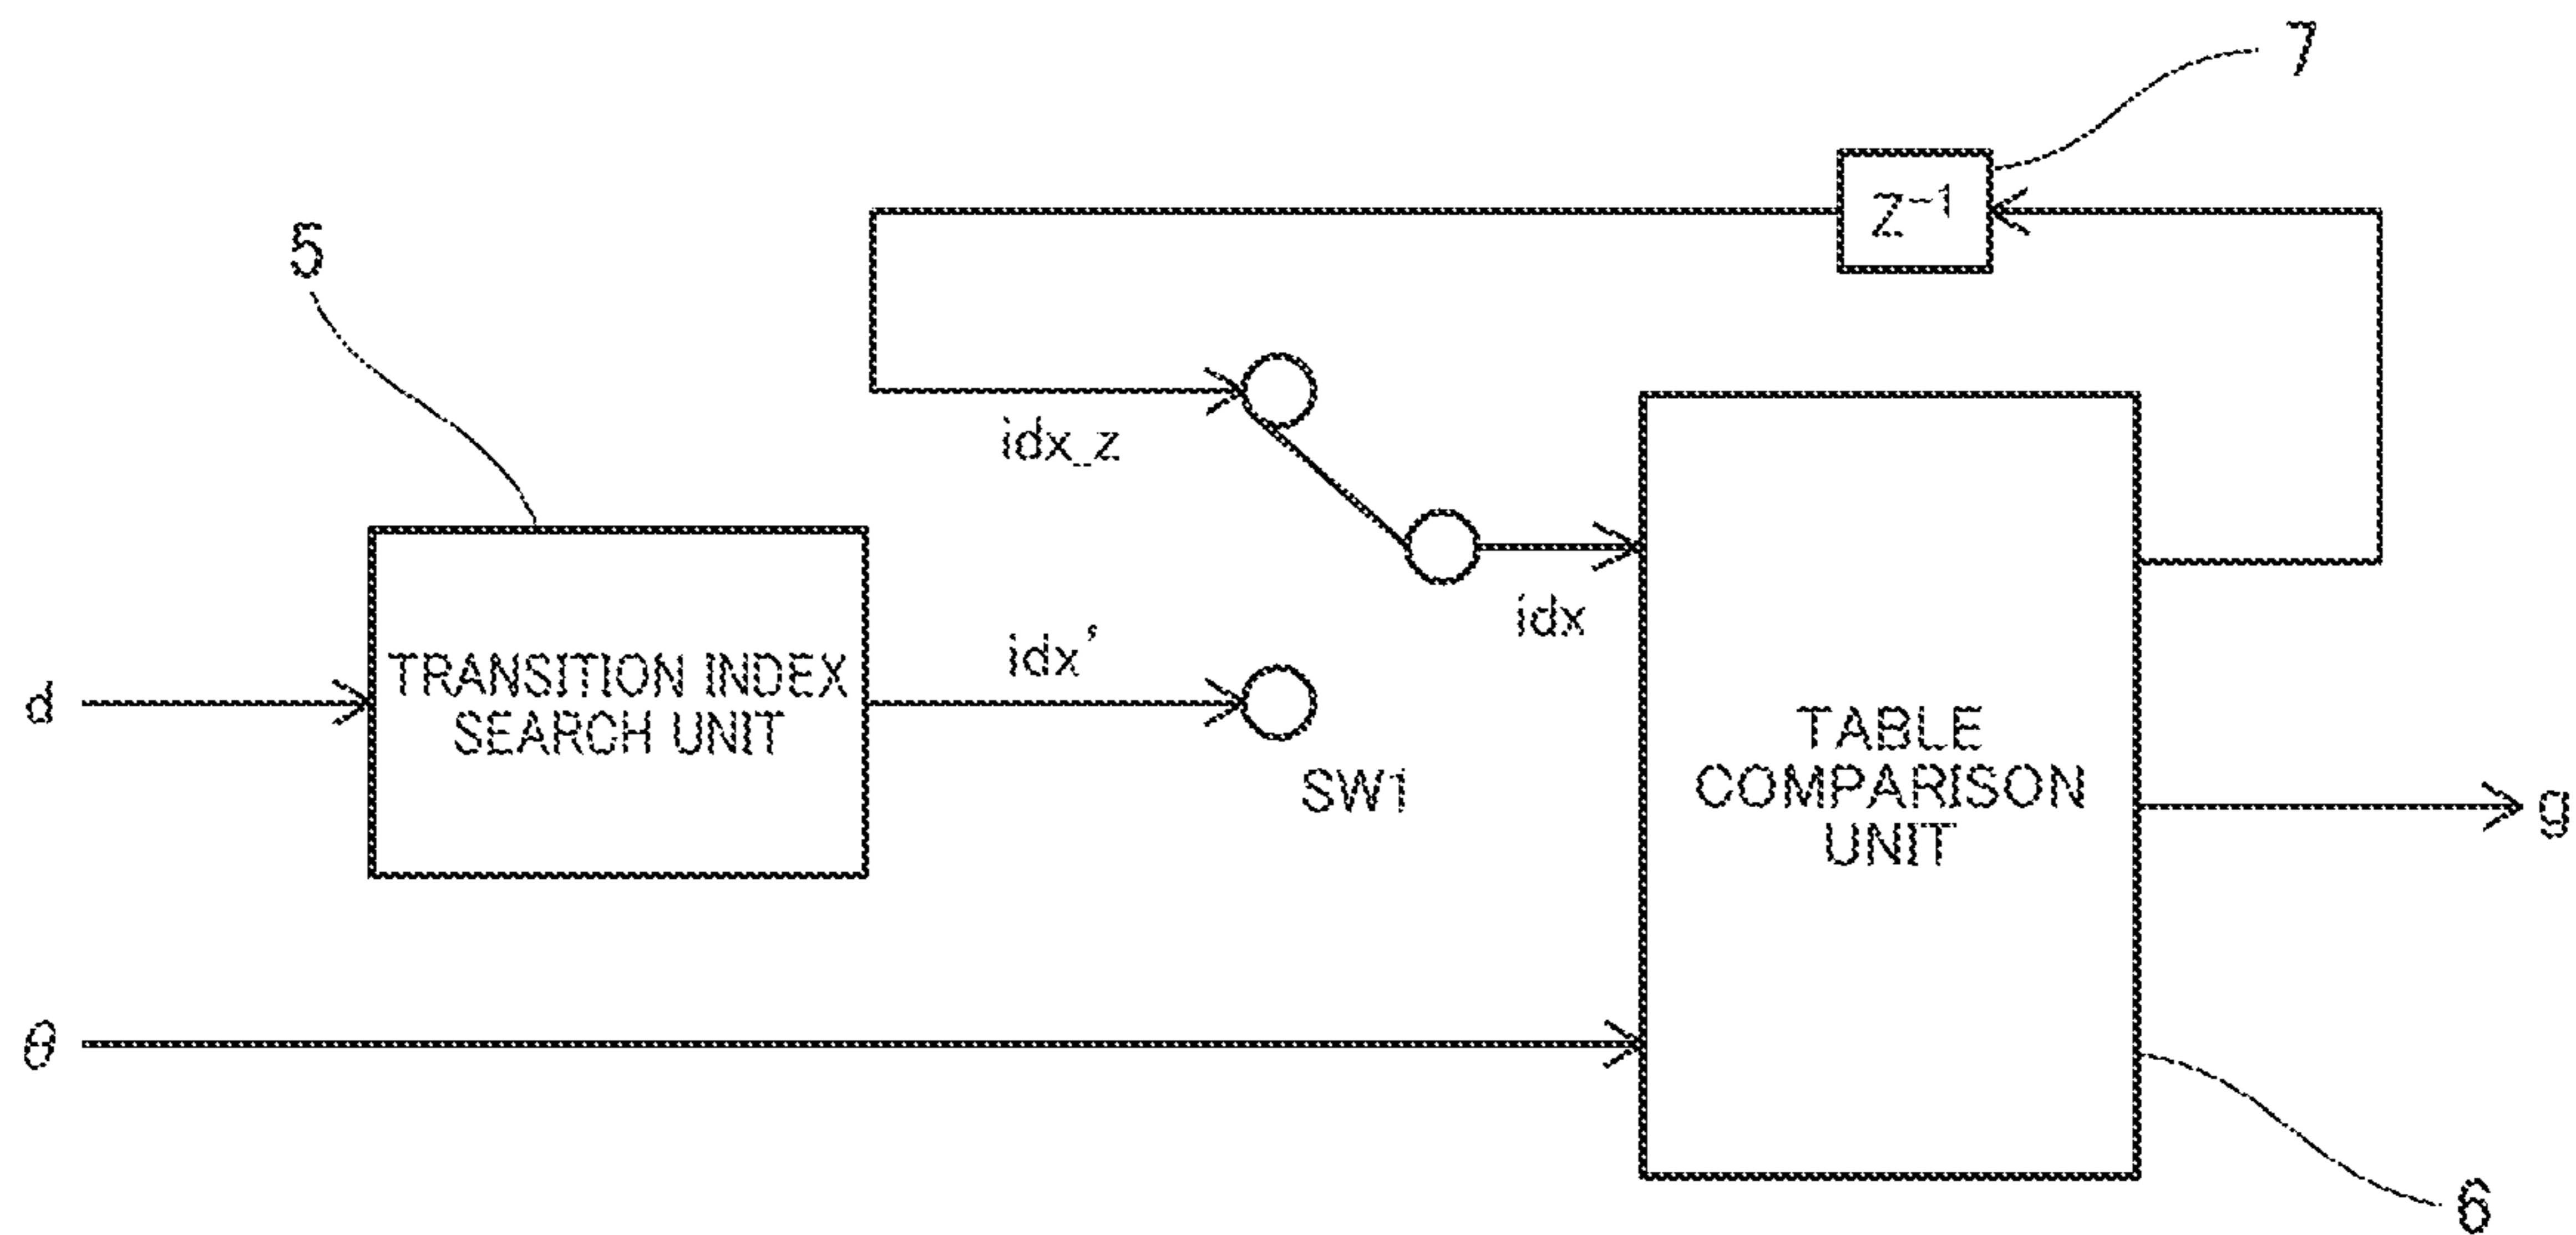 7
Z⁻¹
5
idx_z
idx
idx'
TRANSITION INDEX
SEARCH UNIT
d
SW1
TABLE
COMPARISON
UNIT
g
θ
6